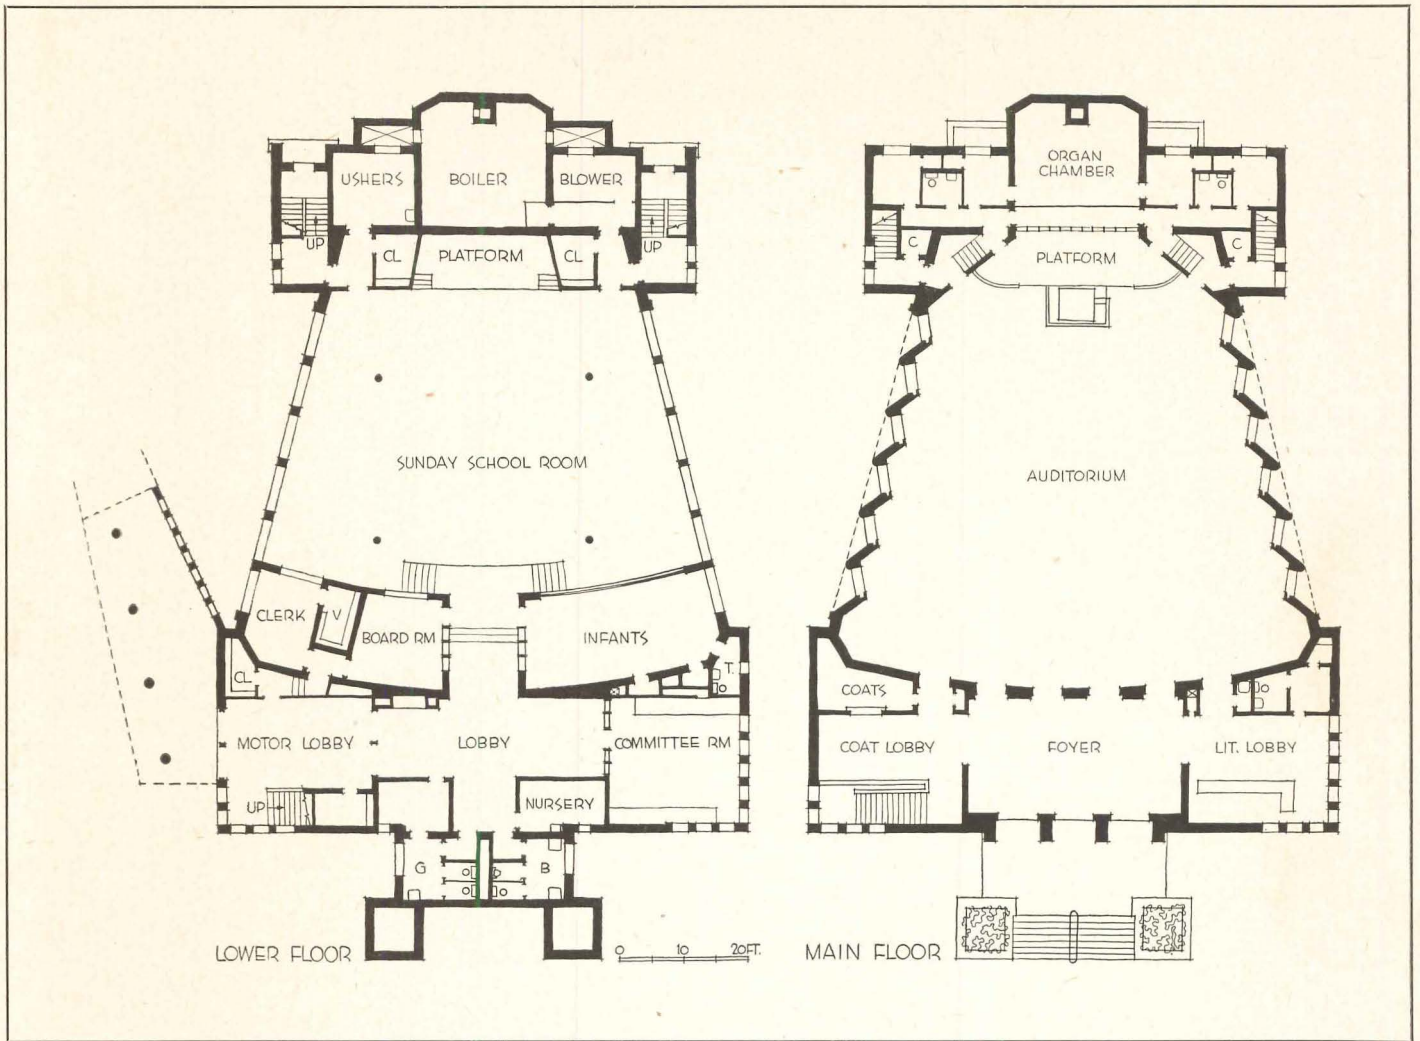 USHERS
BOILER
BLOWER
UP
CL
PLATFORM
CL
UP
SUNDAY SCHOOL ROOM
CLERK
V
BOARD RM
INFANTS
CL
T.
MOTOR LOBBY
LOBBY
COMMITTEE RM
UP
NURSERY
G
B
LOWER FLOOR
0 10 20FT.
ORGAN
CHAMBER
C
PLATFORM
C
AUDITORIUM
COATS
COAT LOBBY
FOYER
LIT. LOBBY
MAIN FLOOR